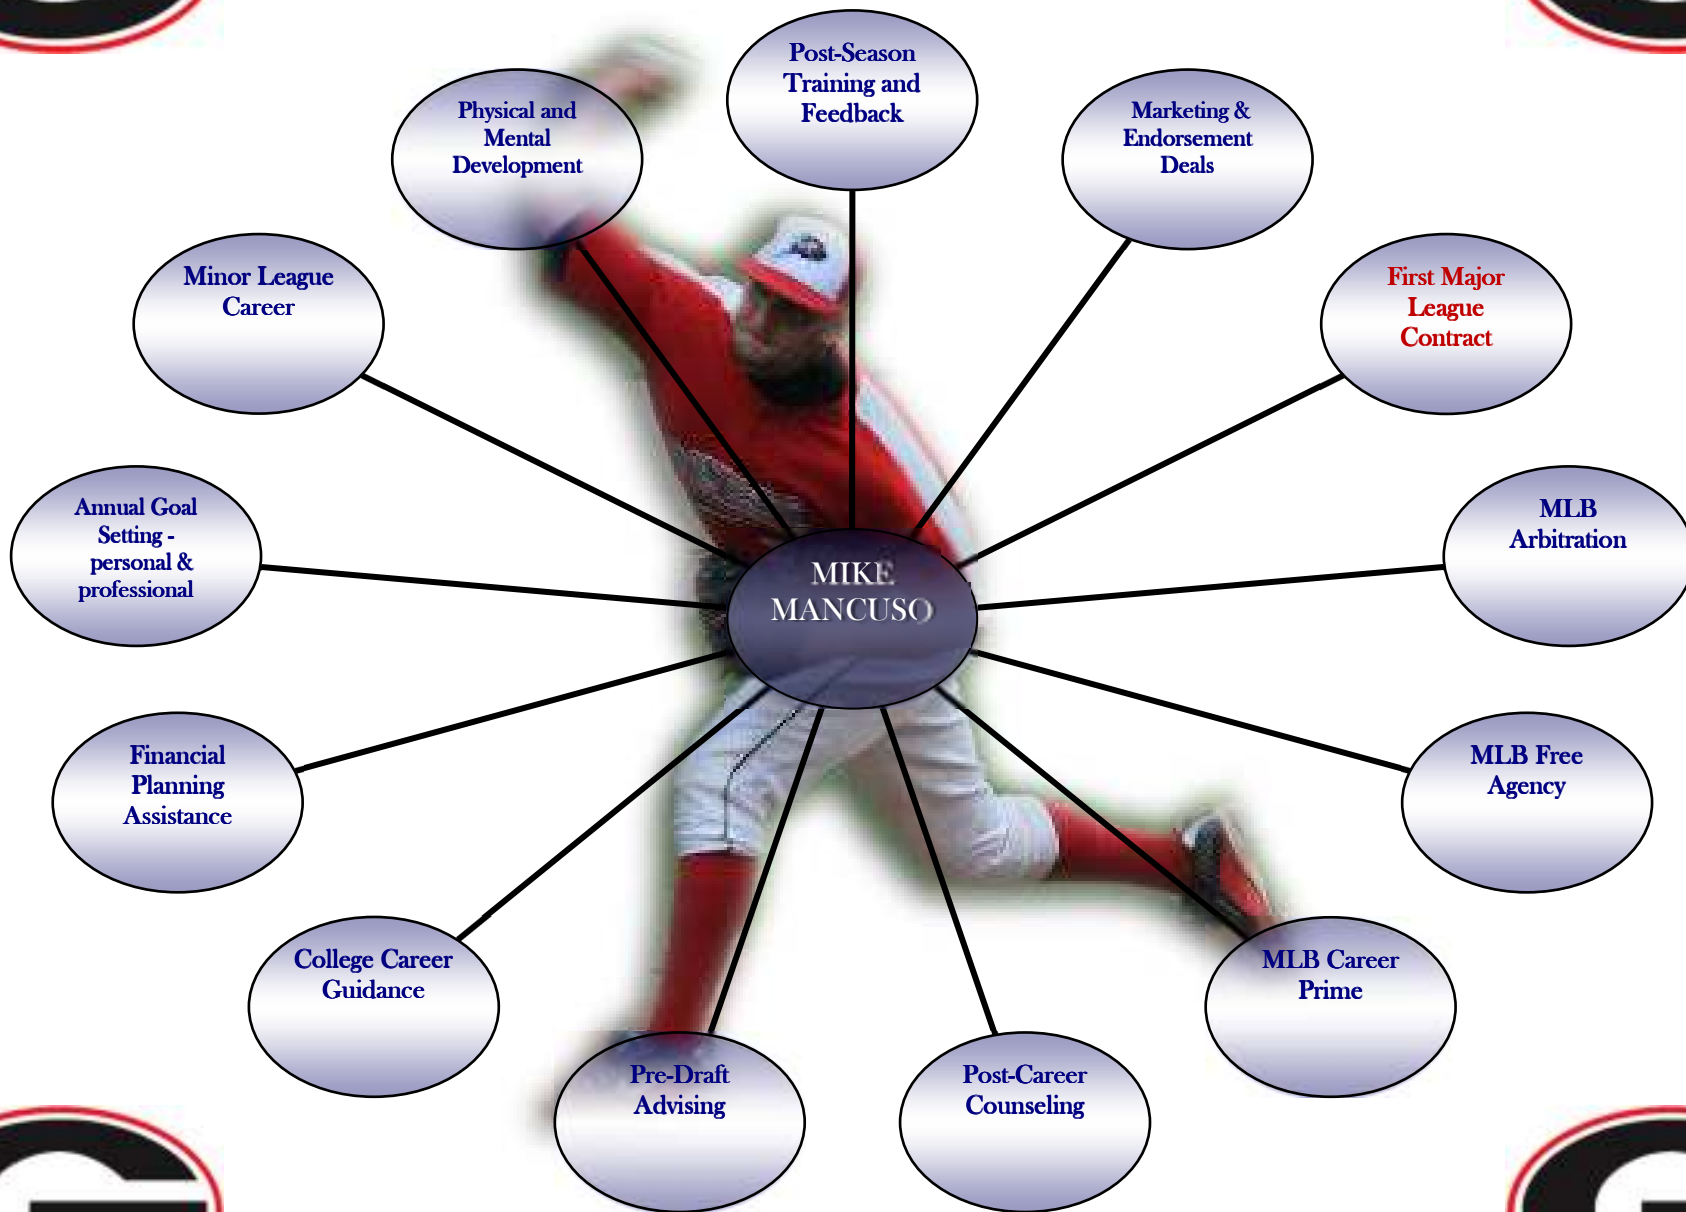 Post-Season
Training and
Feedback
Physical and
Mental
Development
Marketing &
Endorsement
Deals
Minor League
Career
First Major
League
Contract
Annual Goal
Setting -
personal &
professional
MLB
Arbitration
MIKE
MANCUSO
Financial
Planning
Assistance
MLB Free
Agency
College Career
Guidance
MLB Career
Prime
Pre-Draft
Advising
Post-Career
Counseling